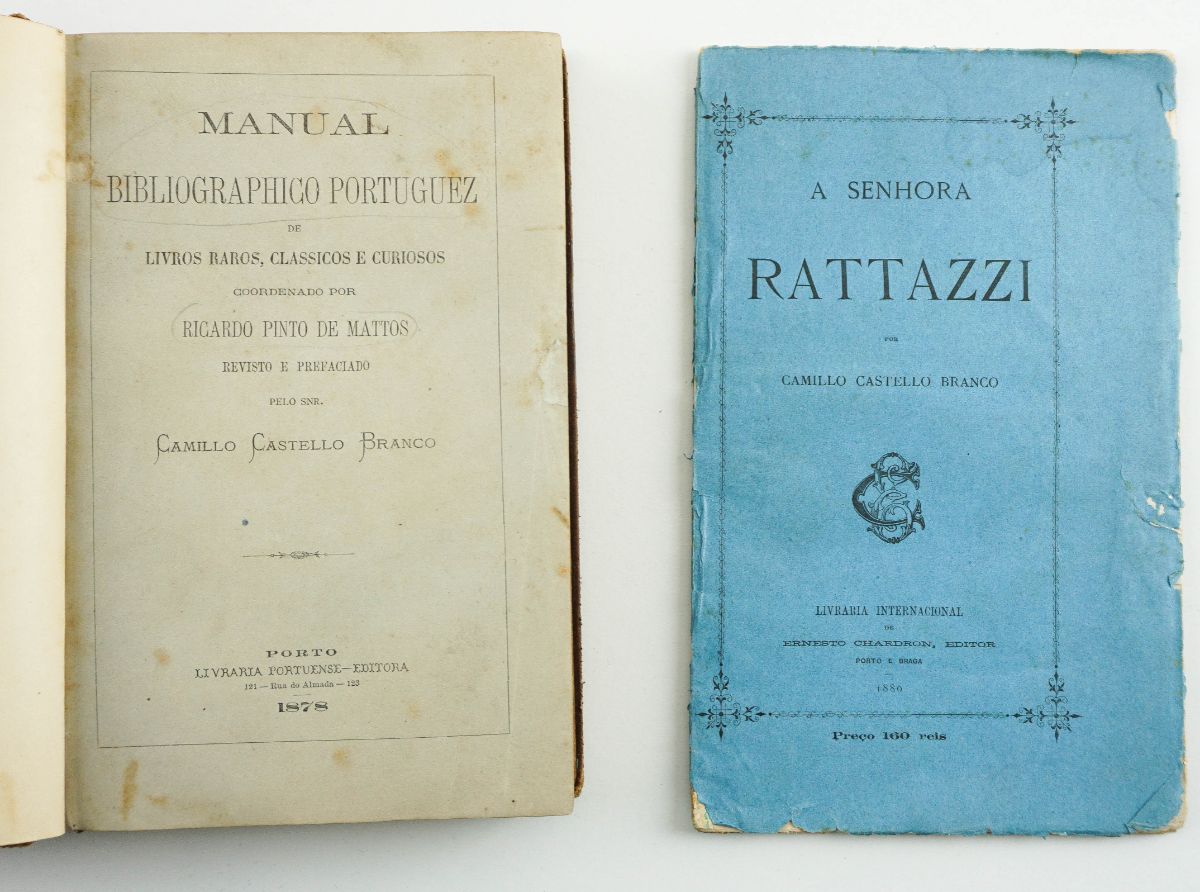 MANUAL
BIBLIOGRAPHICO PORTUGUEZ
DE
LIVROS RAROS, CLASSICOS E CURIOSOS
COORDENADO POR
RICARDO PINTO DE MATTOS
REVISTO E PREFACIADO
PELO SNR.
CAMILLO CASTELLO BRANCO
PORTO
LIVRARIA PORTUENSE—EDITORA
121 — Rua do Almada — 123
1878
A SENHORA
RATTAZZI
POR
CAMILLO CASTELLO BRANCO
LIVRARIA INTERNACIONAL
DE
ERNESTO CHARDRON, EDITOR
PORTO E BRAGA
1880
Preço 160 reis